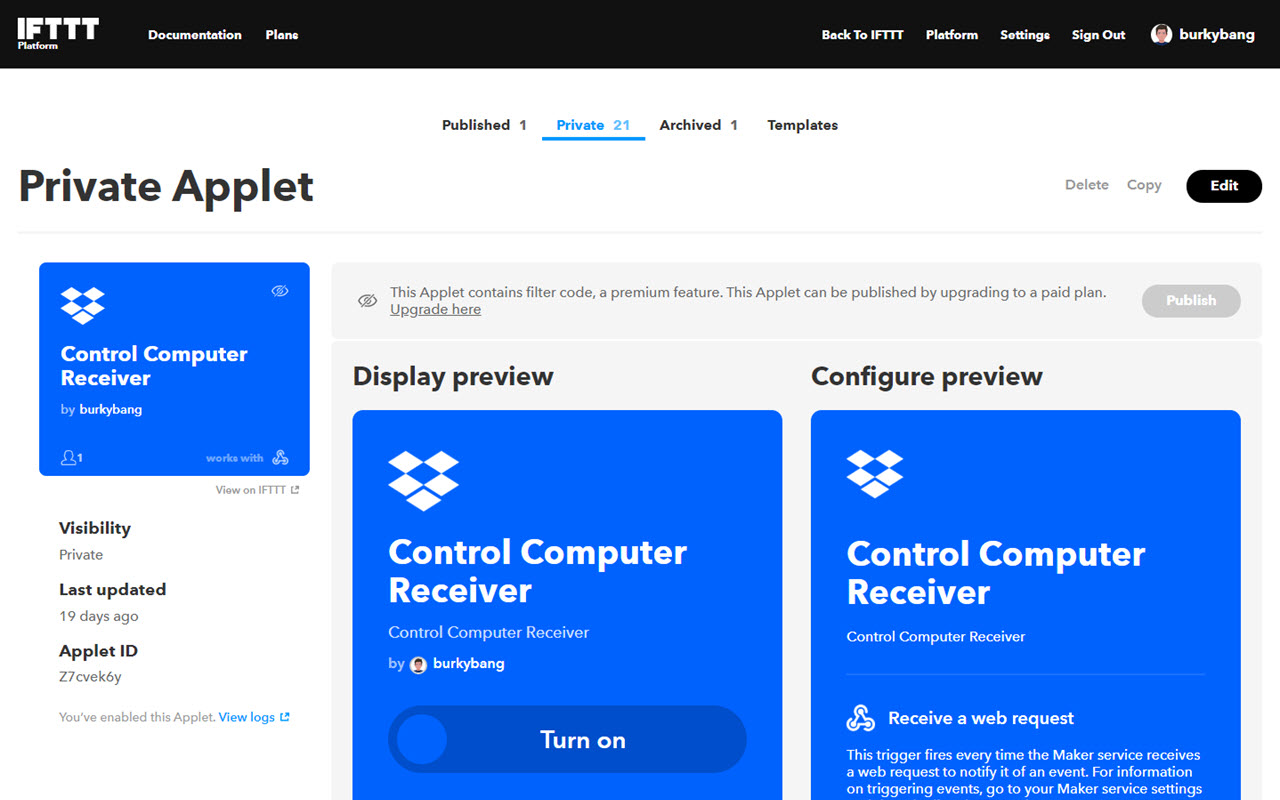 IFTTT
Platform
Documentation
Plans
Back To IFTTT
Platform
Settings
Sign Out
burkybang
Published 1
Private 21
Archived 1
Templates
Private Applet
Delete
Copy
Edit
Control Computer
Receiver
by burkybang
1
works with
View on IFTTT
Visibility
Private
Last updated
19 days ago
Applet ID
Z7cvek6y
You've enabled this Applet. View logs
This Applet contains filter code, a premium feature. This Applet can be published by upgrading to a paid plan.
Upgrade here
Publish
Display preview
Control Computer
Receiver
Control Computer Receiver
by burkybang
Turn on
Configure preview
Control Computer
Receiver
Control Computer Receiver
Receive a web request
This trigger fires every time the Maker service receives
a web request to notify it of an event. For information
on triggering events, go to your Maker service settings